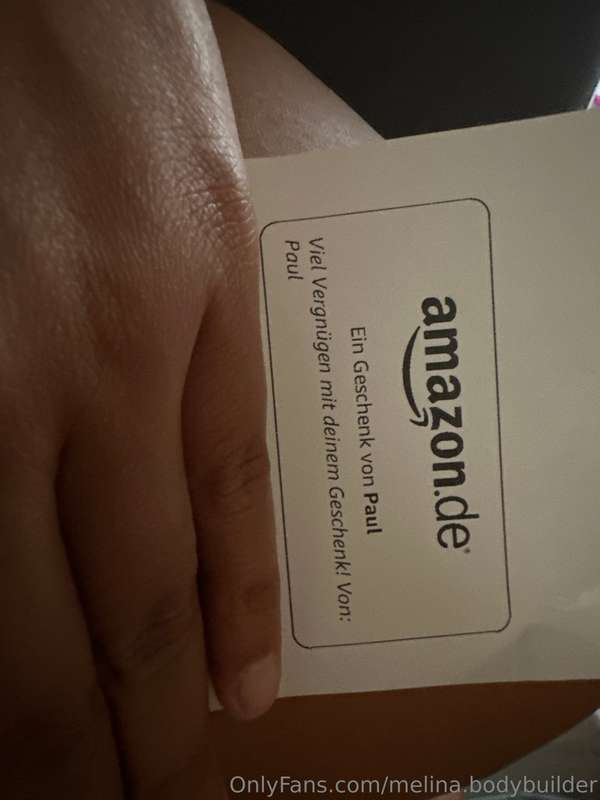 amazon.de
Ein Geschenk von Paul
Viel Vergnügen mit deinem Geschenk! Von:
Paul
OnlyFans.com/melina.bodybuilder